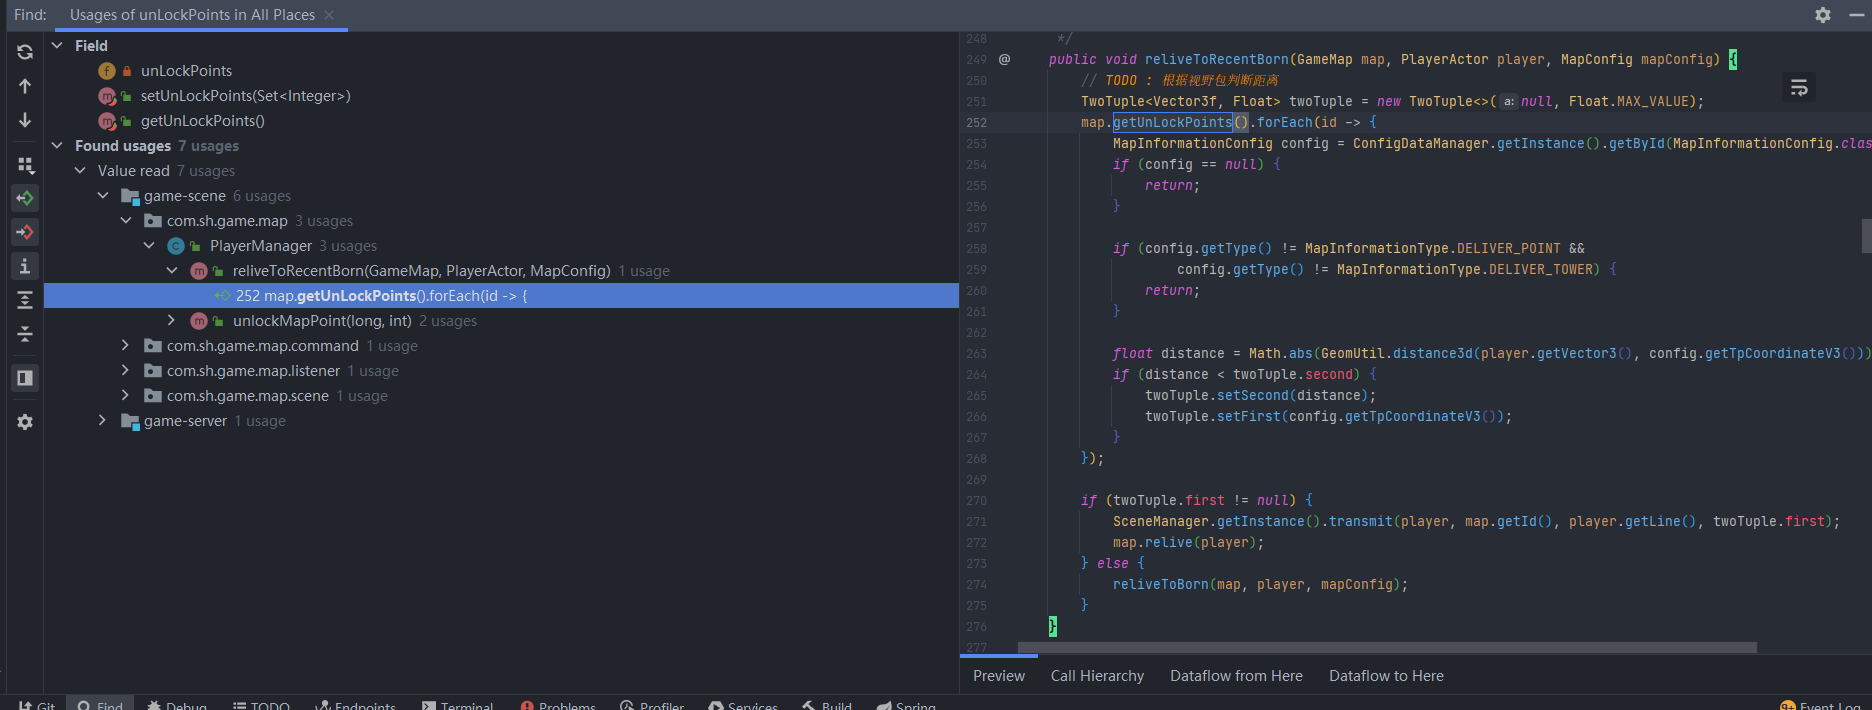 Find:
Usages of unLockPoints in All Places
Field
unLockPoints
setUnLockPoints(Set<Integer>)
getUnLockPoints()
Found usages 7 usages
Value read 7 usages
game-scene 6 usages
com.sh.game.map 3 usages
PlayerManager 3 usages
reliveToRecentBorn(GameMap, PlayerActor, MapConfig) 1 usage
252 map.getUnLockPoints().forEach(id -> {
unlockMapPoint(long, int) 2 usages
com.sh.game.map.command 1 usage
com.sh.game.map.listener 1 usage
com.sh.game.map.scene 1 usage
game-server 1 usage
248 */
249 @ public void reliveToRecentBorn(GameMap map, PlayerActor player, MapConfig mapConfig) {
250 // TODO : 根据视野包判断距离
251 TwoTuple<Vector3f, Float> twoTuple = new TwoTuple<>( a: null, Float.MAX_VALUE);
252 map.getUnLockPoints().forEach(id -> {
253 MapInformationConfig config = ConfigDataManager.getInstance().getById(MapInformationConfig.clas
254 if (config == null) {
255 return;
256 }
257
258 if (config.getType() != MapInformationType.DELIVER_POINT &&
259 config.getType() != MapInformationType.DELIVER_TOWER) {
260 return;
261 }
262
263 float distance = Math.abs(GeomUtil.distance3d(player.getVector3(), config.getTpCoordinateV3()))
264 if (distance < twoTuple.second) {
265 twoTuple.setSecond(distance);
266 twoTuple.setFirst(config.getTpCoordinateV3());
267 }
268 });
269
270 if (twoTuple.first != null) {
271 SceneManager.getInstance().transmit(player, map.getId(), player.getLine(), twoTuple.first);
272 map.relive(player);
273 } else {
274 reliveToBorn(map, player, mapConfig);
275 }
276 }
277
Preview Call Hierarchy Dataflow from Here Dataflow to Here
Git Find Debug TODO Endpoints Terminal Problems Profiler Services Build Spring 9+ Event Log